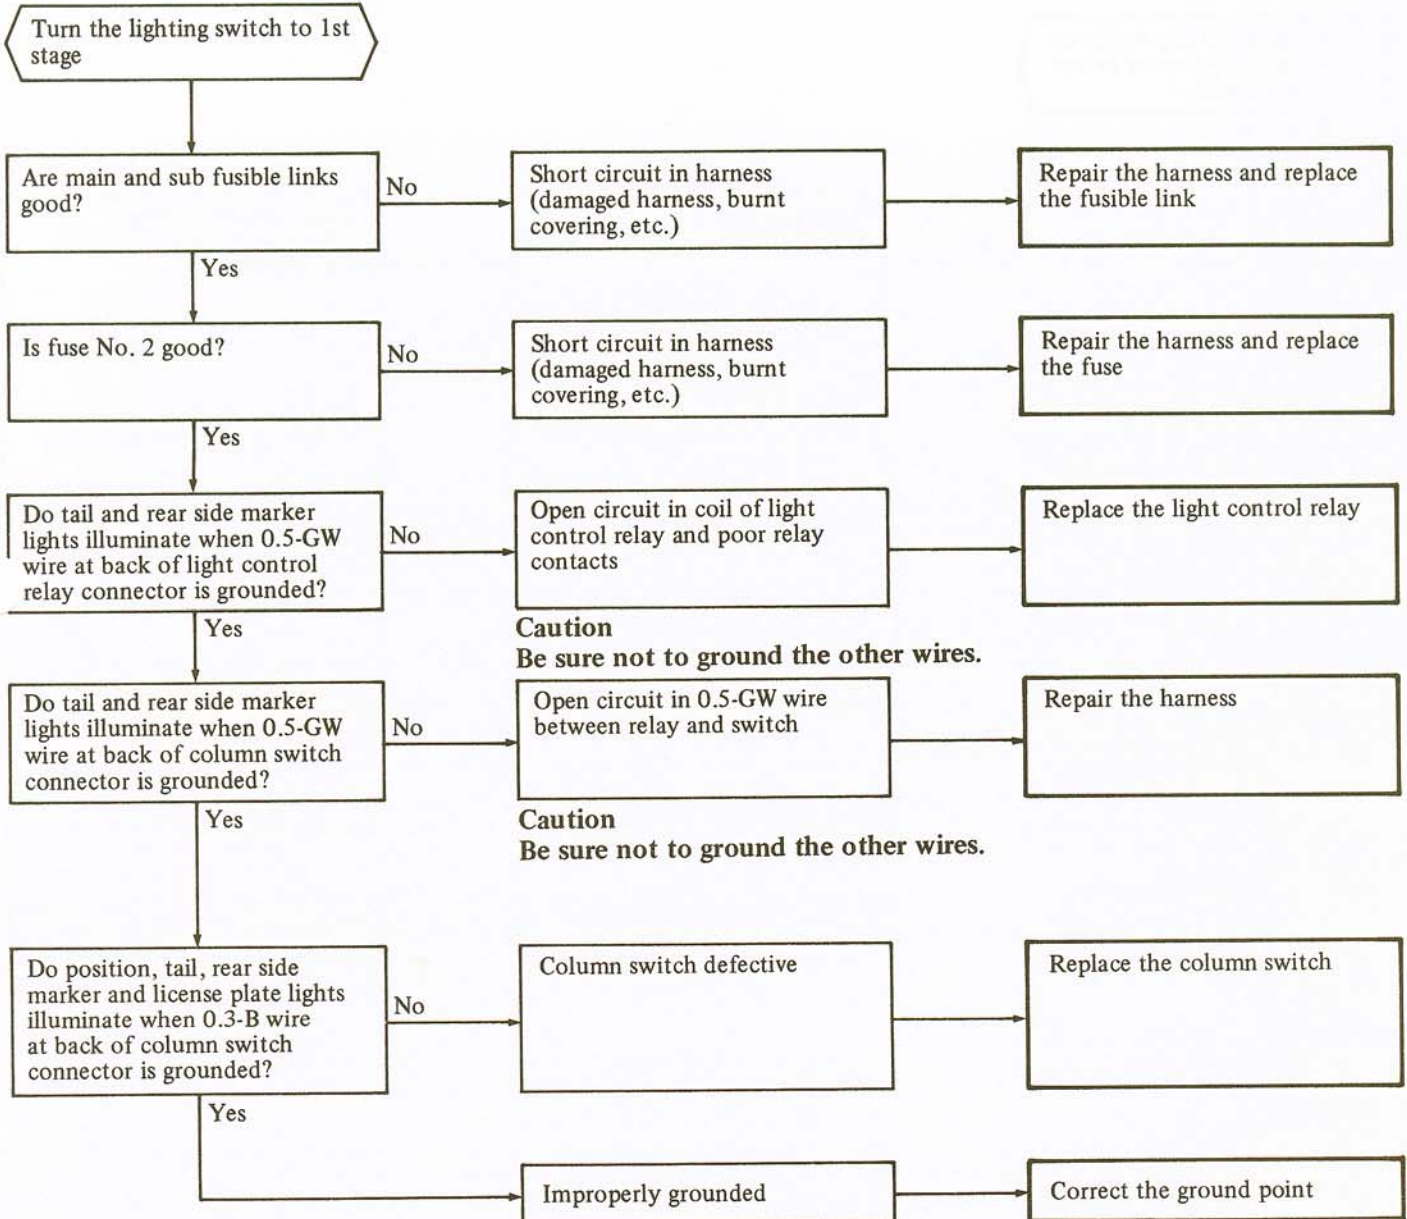 Turn the lighting switch to 1st
stage
Are main and sub fusible links
good?
No
Short circuit in harness
(damaged harness, burnt
covering, etc.)
Repair the harness and replace
the fusible link
Yes
Is fuse No. 2 good?
No
Short circuit in harness
(damaged harness, burnt
covering, etc.)
Repair the harness and replace
the fuse
Yes
Do tail and rear side marker
lights illuminate when 0.5-GW
wire at back of light control
relay connector is grounded?
No
Open circuit in coil of light
control relay and poor relay
contacts
Replace the light control relay
Yes
Caution
Be sure not to ground the other wires.
Do tail and rear side marker
lights illuminate when 0.5-GW
wire at back of column switch
connector is grounded?
No
Open circuit in 0.5-GW wire
between relay and switch
Repair the harness
Yes
Caution
Be sure not to ground the other wires.
Do position, tail, rear side
marker and license plate lights
illuminate when 0.3-B wire
at back of column switch
connector is grounded?
No
Column switch defective
Replace the column switch
Yes
Improperly grounded
Correct the ground point